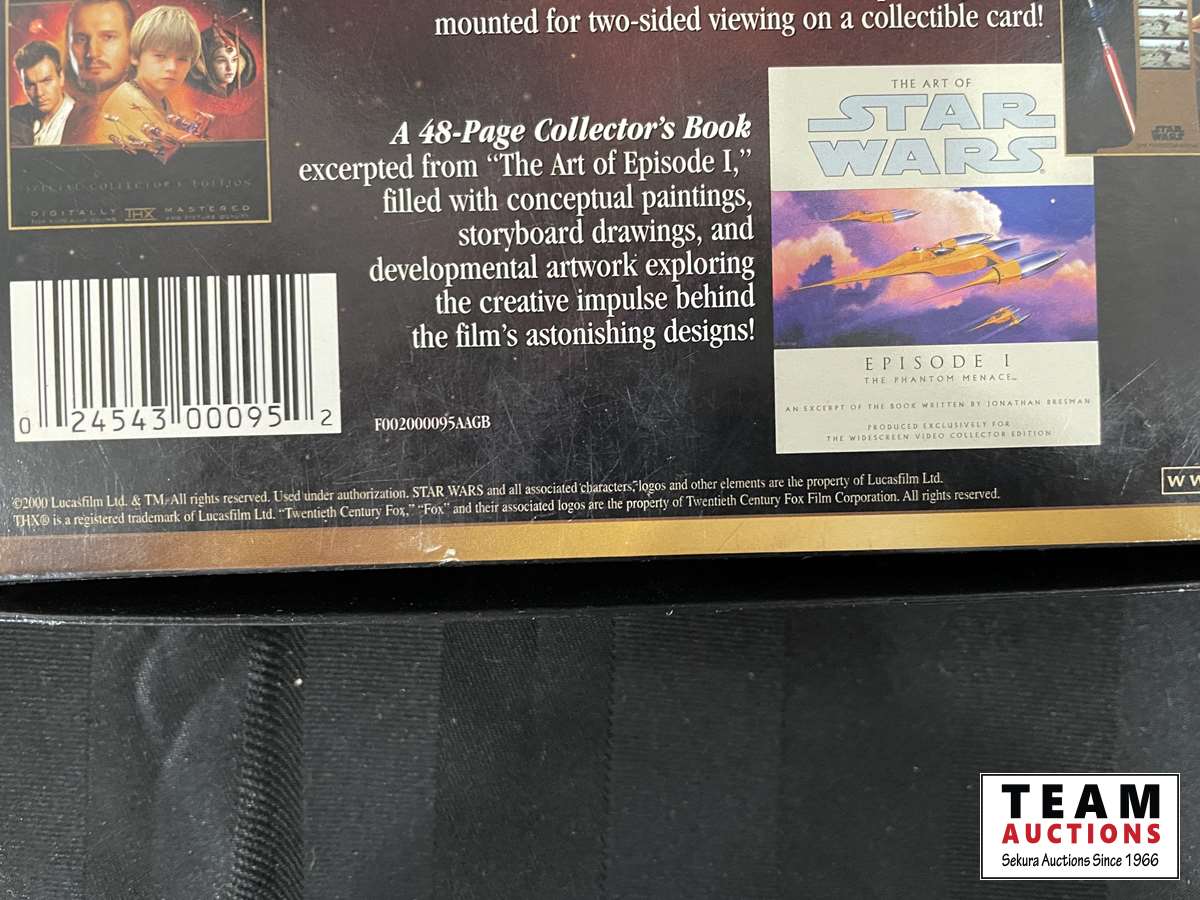 mounted for two-sided viewing on a collectible card!
SPECIAL COLLECTOR'S EDITION
DIGITALLY THX MASTERED
A 48-Page Collector's Book
excerpted from “The Art of Episode I,”
filled with conceptual paintings,
storyboard drawings, and
developmental artwork exploring
the creative impulse behind
the film's astonishing designs!
THE ART OF
STAR
WARS®
EPISODE I
THE PHANTOM MENACE™
AN EXCERPT OF THE BOOK WRITTEN BY JONATHAN BRESMAN
PRODUCED EXCLUSIVELY FOR
THE WIDESCREEN VIDEO COLLECTOR EDITION
STAR
WARS
0 24543 00095 2
F002000095AAGB
©2000 Lucasfilm Ltd. & TM. All rights reserved. Used under authorization. STAR WARS and all associated characters, logos and other elements are the property of Lucasfilm Ltd.
THX® is a registered trademark of Lucasfilm Ltd. “Twentieth Century Fox,” “Fox” and their associated logos are the property of Twentieth Century Fox Film Corporation. All rights reserved.
TEAM
AUCTIONS
Sekura Auctions Since 1966